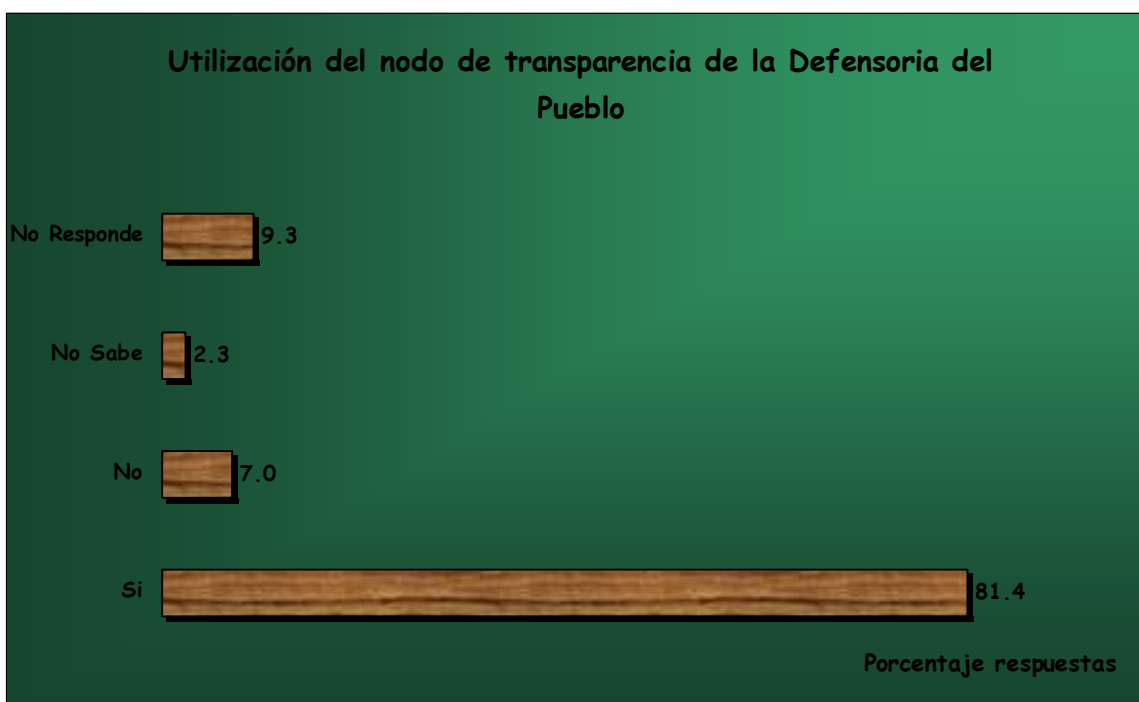 Utilización del nodo de transparencia de la Defensoria del
Pueblo
No Responde 9.3
No Sabe 2.3
No 7.0
Si 81.4
Porcentaje respuestas